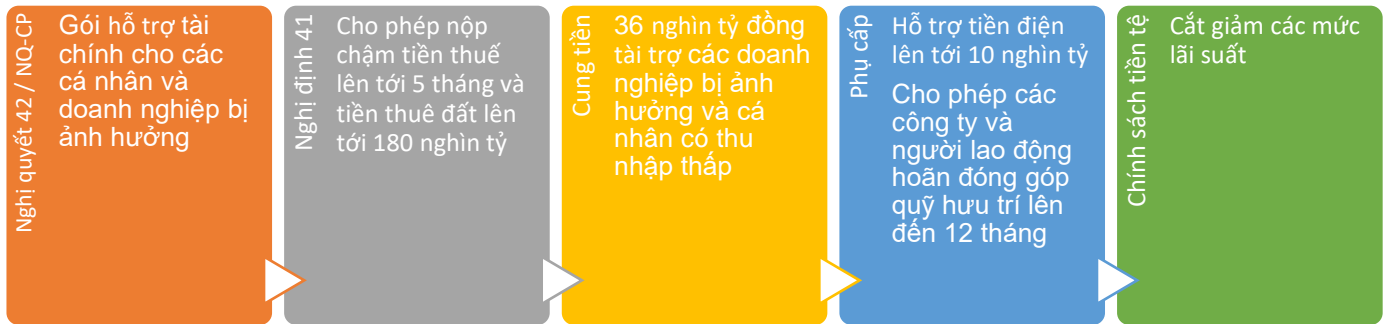 Nghị quyết 42 / NQ-CP
Gói hỗ trợ tài
chính cho các
cá nhân và
doanh nghiệp bị
ảnh hưởng
Nghị định 41
Cho phép nộp
chậm tiền thuế
lên tới 5 tháng và
tiền thuê đất lên
tới 180 nghìn tỷ
Cung tiền
36 nghìn tỷ đồng
tài trợ các doanh
nghiệp bị ảnh
hưởng và cá
nhân có thu
nhập thấp
Phụ cấp
Hỗ trợ tiền điện
lên tới 10 nghìn tỷ
Cho phép các
công ty và
người lao động
hoãn đóng góp
quỹ hưu trí lên
đến 12 tháng
Chính sách tiền tệ
Cắt giảm các mức
lãi suất